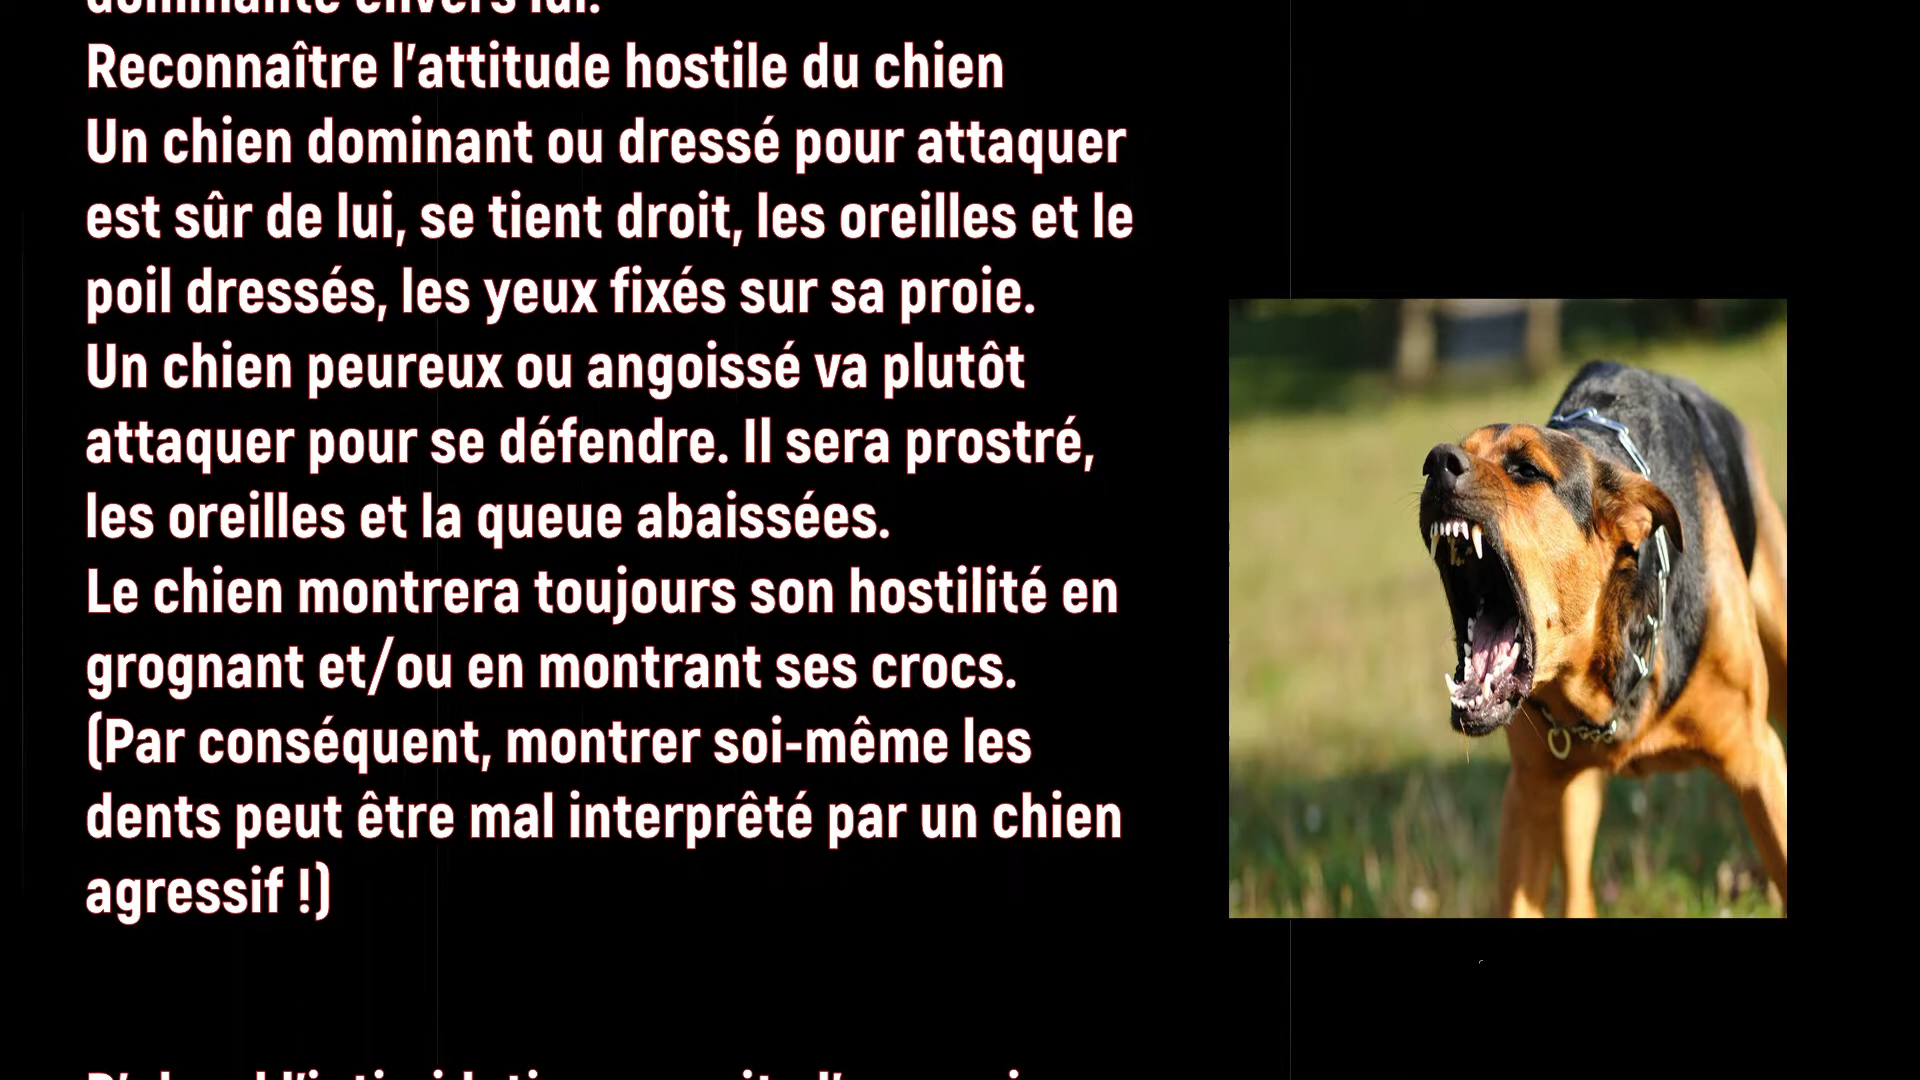 dominante envers lui.
Reconnaître l'attitude hostile du chien
Un chien dominant ou dressé pour attaquer
est sûr de lui, se tient droit, les oreilles et le
poil dressés, les yeux fixés sur sa proie.
Un chien peureux ou angoissé va plutôt
attaquer pour se défendre. Il sera prostré,
les oreilles et la queue abaissées.
Le chien montrera toujours son hostilité en
grognant et/ou en montrant ses crocs.
(Par conséquent, montrer soi-même les
dents peut être mal interprêté par un chien
agressif !)